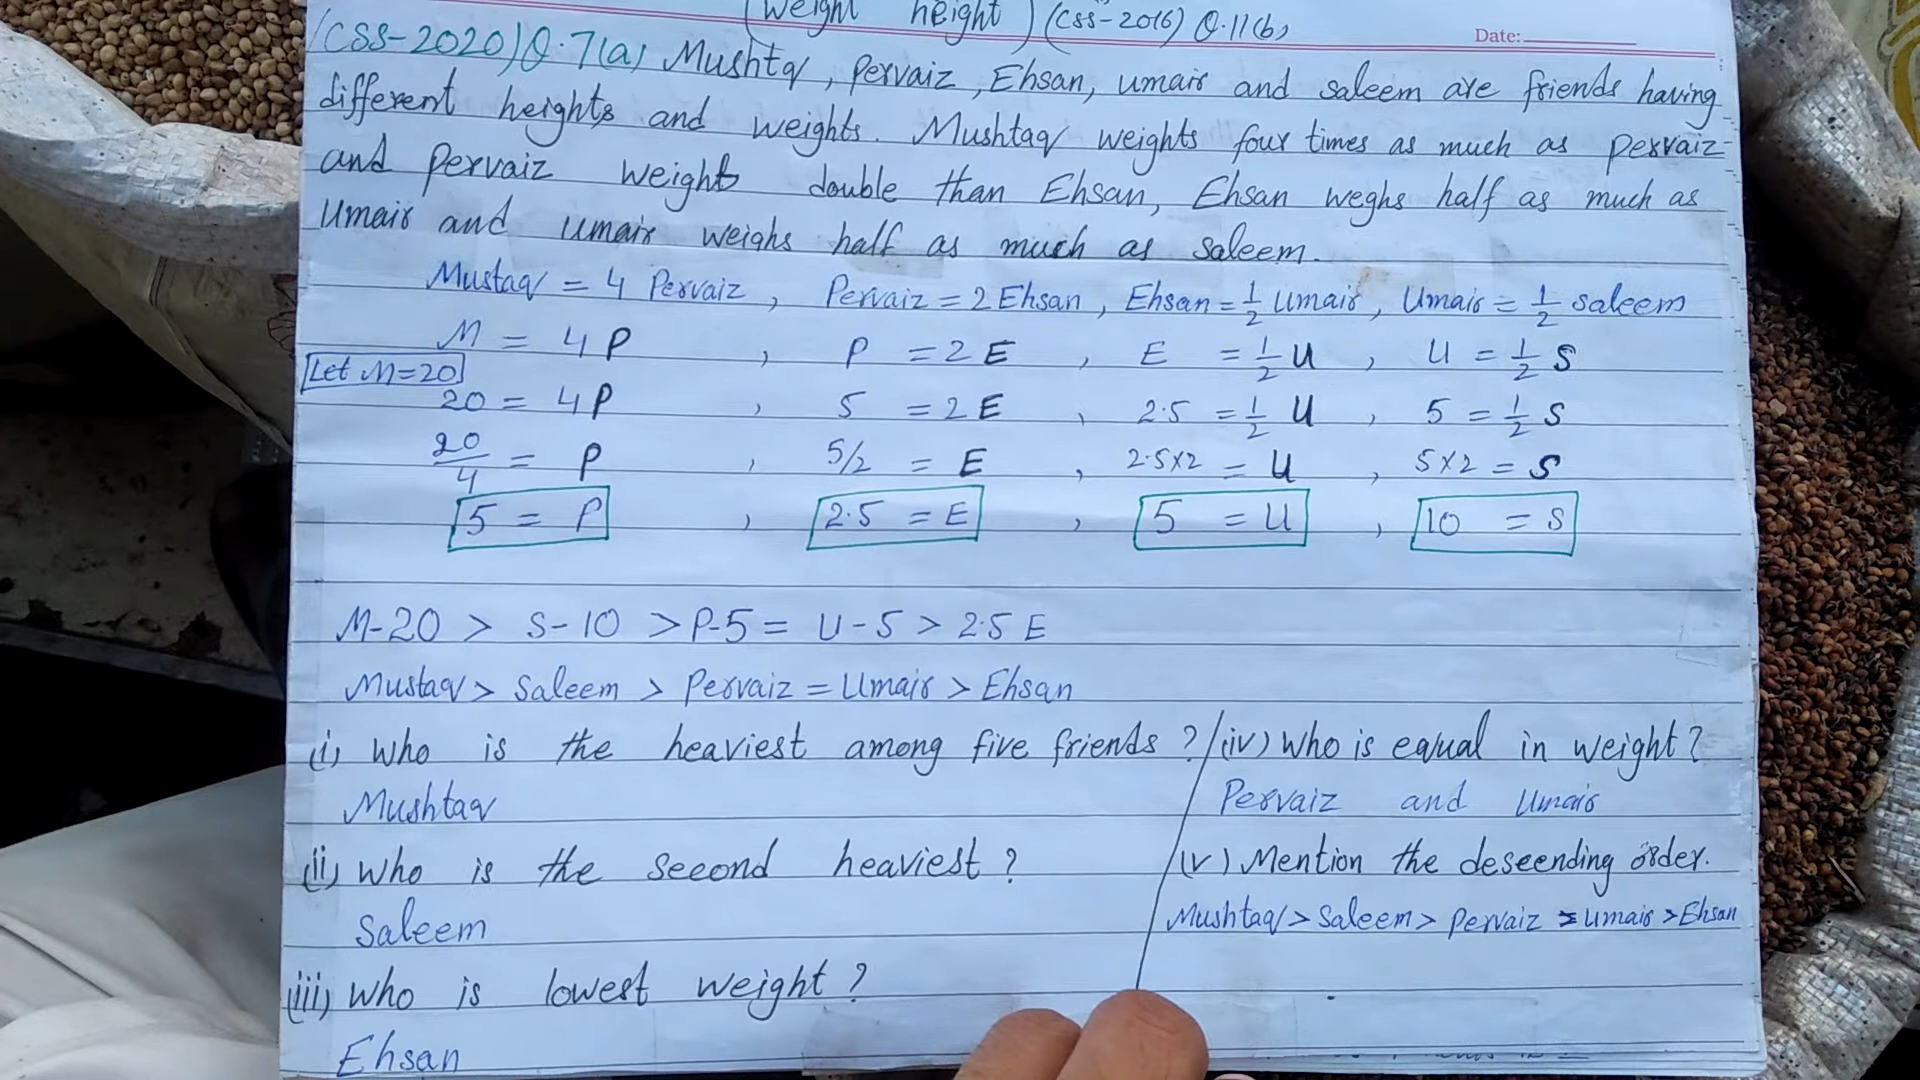 (Weight height) (CSS-2016) Q.11(b)
Date:
(CSS-2020) Q.7(a) Mushtq, Pervaiz, Ehsan, Umair and Saleem are friends having
different heights and weights. Mushtaq weights four times as much as Pervaiz
and Pervaiz weights double than Ehsan, Ehsan weghs half as much as
Umair and Umair weighs half as much as Saleem.
Mustaq = 4 Pervaiz, Pervaiz = 2 Ehsan, Ehsan = 1/2 Umair, Umair = 1/2 Saleem
M = 4P, P = 2E, E = 1/2 U, U = 1/2 S
Let M=20
20 = 4P, 5 = 2E, 2.5 = 1/2 U, 5 = 1/2 S
20/4 = P, 5/2 = E, 2.5x2 = U, 5x2 = S
5 = P, 2.5 = E, 5 = U, 10 = S
M-20 > S-10 > P-5 = U-5 > 2.5 E
Mustaq > Saleem > Pervaiz = Umair > Ehsan
(i) Who is the heaviest among five friends?
Mushtaq
(ii) Who is the second heaviest?
Saleem
(iii) Who is lowest weight?
Ehsan
(iv) Who is equal in weight?
Pervaiz and Umair
(v) Mention the descending order.
Mushtaq > Saleem > Pervaiz = Umair > Ehsan